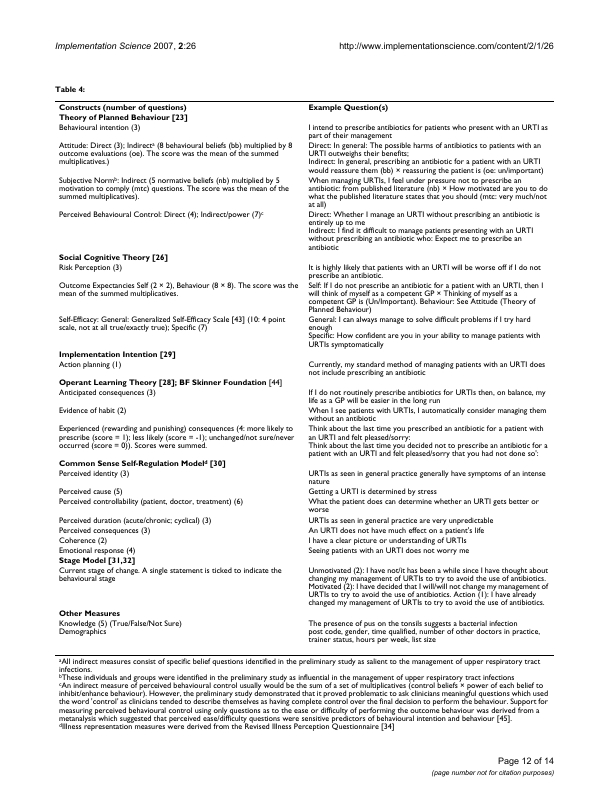 Implementation Science 2007, 2:26 http://www.implementationscience.com/content/2/1/26
Table 4:
Constructs (number of questions) Example Question(s)
Theory of Planned Behaviour [23]
Behavioural intention (3) I intend to prescribe antibiotics for patients who present with an URTI as
part of their management
Attitude: Direct (3); Indirectᵃ (8 behavioural beliefs (bb) multiplied by 8
outcome evaluations (oe). The score was the mean of the summed
multiplicatives.)
Direct: In general: The possible harms of antibiotics to patients with an
URTI outweighs their benefits;
Indirect: In general, prescribing an antibiotic for a patient with an URTI
would reassure them (bb) × reassuring the patient is (oe: un/important)
Subjective Normᵇ: Indirect (5 normative beliefs (nb) multiplied by 5
motivation to comply (mtc) questions. The score was the mean of the
summed multiplicatives).
When managing URTIs, I feel under pressure not to prescribe an
antibiotic: from published literature (nb) × How motivated are you to do
what the published literature states that you should (mtc: very much/not
at all)
Perceived Behavioural Control: Direct (4); Indirect/power (7)ᶜ
Direct: Whether I manage an URTI without prescribing an antibiotic is
entirely up to me
Indirect: I find it difficult to manage patients presenting with an URTI
without prescribing an antibiotic who: Expect me to prescribe an
antibiotic
Social Cognitive Theory [26]
Risk Perception (3) It is highly likely that patients with an URTI will be worse off if I do not
prescribe an antibiotic.
Outcome Expectancies Self (2 × 2), Behaviour (8 × 8). The score was the
mean of the summed multiplicatives.
Self: If I do not prescribe an antibiotic for a patient with an URTI, then I
will think of myself as a competent GP × Thinking of myself as a
competent GP is (Un/Important). Behaviour: See Attitude (Theory of
Planned Behaviour)
Self-Efficacy: General: Generalized Self-Efficacy Scale [43] (10: 4 point
scale, not at all true/exactly true); Specific (7)
General: I can always manage to solve difficult problems if I try hard
enough
Specific: How confident are you in your ability to manage patients with
URTIs symptomatically
Implementation Intention [29]
Action planning (1) Currently, my standard method of managing patients with an URTI does
not include prescribing an antibiotic
Operant Learning Theory [28]; BF Skinner Foundation [44]
Anticipated consequences (3) If I do not routinely prescribe antibiotics for URTIs then, on balance, my
life as a GP will be easier in the long run
Evidence of habit (2) When I see patients with URTIs, I automatically consider managing them
without an antibiotic
Experienced (rewarding and punishing) consequences (4: more likely to
prescribe (score = 1); less likely (score = -1); unchanged/not sure/never
occurred (score = 0)). Scores were summed.
Think about the last time you prescribed an antibiotic for a patient with
an URTI and felt pleased/sorry:
Think about the last time you decided not to prescribe an antibiotic for a
patient with an URTI and felt pleased/sorry that you had not done so':
Common Sense Self-Regulation Modelᵈ [30]
Perceived identity (3) URTIs as seen in general practice generally have symptoms of an intense
nature
Perceived cause (5) Getting a URTI is determined by stress
Perceived controllability (patient, doctor, treatment) (6) What the patient does can determine whether an URTI gets better or
worse
Perceived duration (acute/chronic; cyclical) (3) URTIs as seen in general practice are very unpredictable
Perceived consequences (3) An URTI does not have much effect on a patient's life
Coherence (2) I have a clear picture or understanding of URTIs
Emotional response (4) Seeing patients with an URTI does not worry me
Stage Model [31,32]
Current stage of change. A single statement is ticked to indicate the
behavioural stage
Unmotivated (2): I have not/it has been a while since I have thought about
changing my management of URTIs to try to avoid the use of antibiotics.
Motivated (2): I have decided that I will/will not change my management of
URTIs to try to avoid the use of antibiotics. Action (1): I have already
changed my management of URTIs to try to avoid the use of antibiotics.
Other Measures
Knowledge (5) (True/False/Not Sure) The presence of pus on the tonsils suggests a bacterial infection
Demographics post code, gender, time qualified, number of other doctors in practice,
trainer status, hours per week, list size
ᵃAll indirect measures consist of specific belief questions identified in the preliminary study as salient to the management of upper respiratory tract
infections.
ᵇThese individuals and groups were identified in the preliminary study as influential in the management of upper respiratory tract infections
ᶜAn indirect measure of perceived behavioural control usually would be the sum of a set of multiplicatives (control beliefs × power of each belief to
inhibit/enhance behaviour). However, the preliminary study demonstrated that it proved problematic to ask clinicians meaningful questions which used
the word 'control' as clinicians tended to describe themselves as having complete control over the final decision to perform the behaviour. Support for
measuring perceived behavioural control using only questions as to the ease or difficulty of performing the outcome behaviour was derived from a
metanalysis which suggested that perceived ease/difficulty questions were sensitive predictors of behavioural intention and behaviour [45].
ᵈIllness representation measures were derived from the Revised Illness Perception Questionnaire [34]
Page 12 of 14
(page number not for citation purposes)